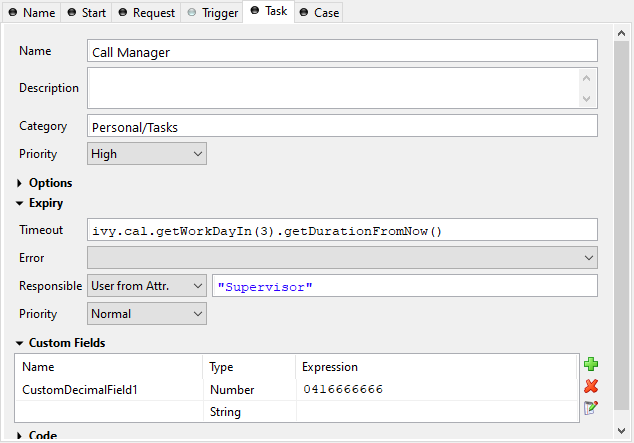 Name Start Request Trigger Task Case
Name Call Manager
Description
Category Personal/Tasks
Priority High
Options
Expiry
Timeout ivy.cal.getWorkDayIn(3).getDurationFromNow()
Error
Responsible User from Attr. "Supervisor"
Priority Normal
Custom Fields
Name Type Expression
CustomDecimalField1 Number 0416666666
String
Code